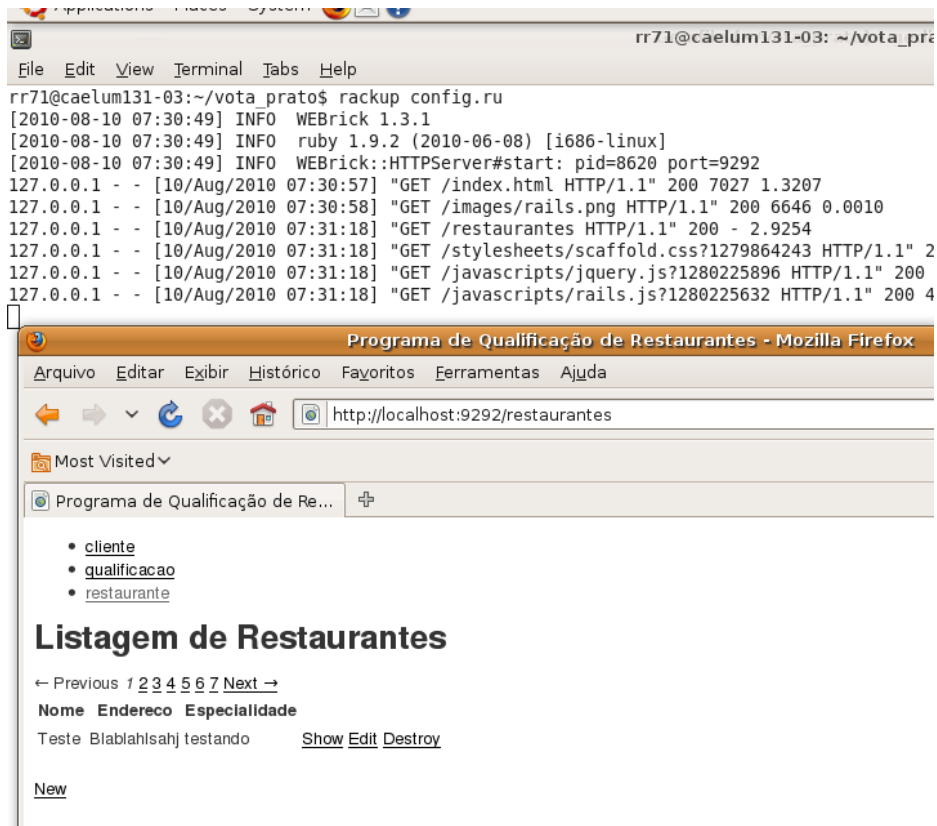 Applications Places System
rr71@caelum131-03: ~/vota_pra
File Edit View Terminal Tabs Help
rr71@caelum131-03:~/vota_prato$ rackup config.ru
[2010-08-10 07:30:49] INFO  WEBrick 1.3.1
[2010-08-10 07:30:49] INFO  ruby 1.9.2 (2010-06-08) [i686-linux]
[2010-08-10 07:30:49] INFO  WEBrick::HTTPServer#start: pid=8620 port=9292
127.0.0.1 - - [10/Aug/2010 07:30:57] "GET /index.html HTTP/1.1" 200 7027 1.3207
127.0.0.1 - - [10/Aug/2010 07:30:58] "GET /images/rails.png HTTP/1.1" 200 6646 0.0010
127.0.0.1 - - [10/Aug/2010 07:31:18] "GET /restaurantes HTTP/1.1" 200 - 2.9254
127.0.0.1 - - [10/Aug/2010 07:31:18] "GET /stylesheets/scaffold.css?1279864243 HTTP/1.1" 2
127.0.0.1 - - [10/Aug/2010 07:31:18] "GET /javascripts/jquery.js?1280225896 HTTP/1.1" 200
127.0.0.1 - - [10/Aug/2010 07:31:18] "GET /javascripts/rails.js?1280225632 HTTP/1.1" 200 4
Programa de Qualificação de Restaurantes - Mozilla Firefox
Arquivo Editar Exibir Histórico Favoritos Ferramentas Ajuda
http://localhost:9292/restaurantes
Most Visited
Programa de Qualificação de Re...
• cliente
• qualificacao
• restaurante
Listagem de Restaurantes
← Previous 1 2 3 4 5 6 7 Next →
Nome Endereco Especialidade
Teste Blablahlsahj testando Show Edit Destroy
New